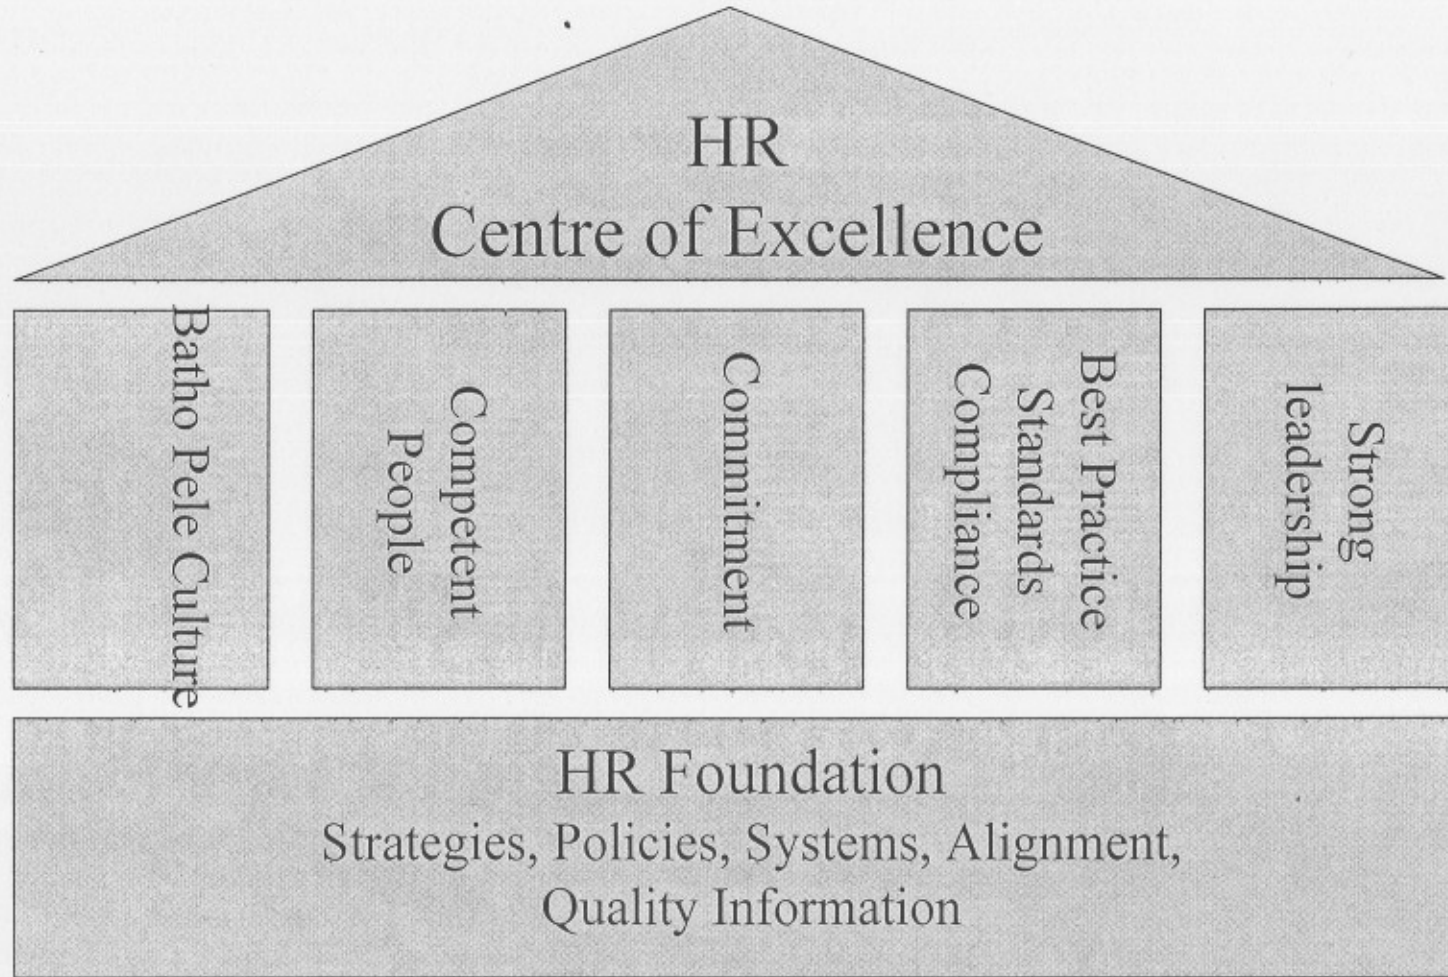 HR
Centre of Excellence
Batho Pele Culture
Competent
People
Commitment
Best Practice
Standards
Compliance
Strong
leadership
HR Foundation
Strategies, Policies, Systems, Alignment,
Quality Information